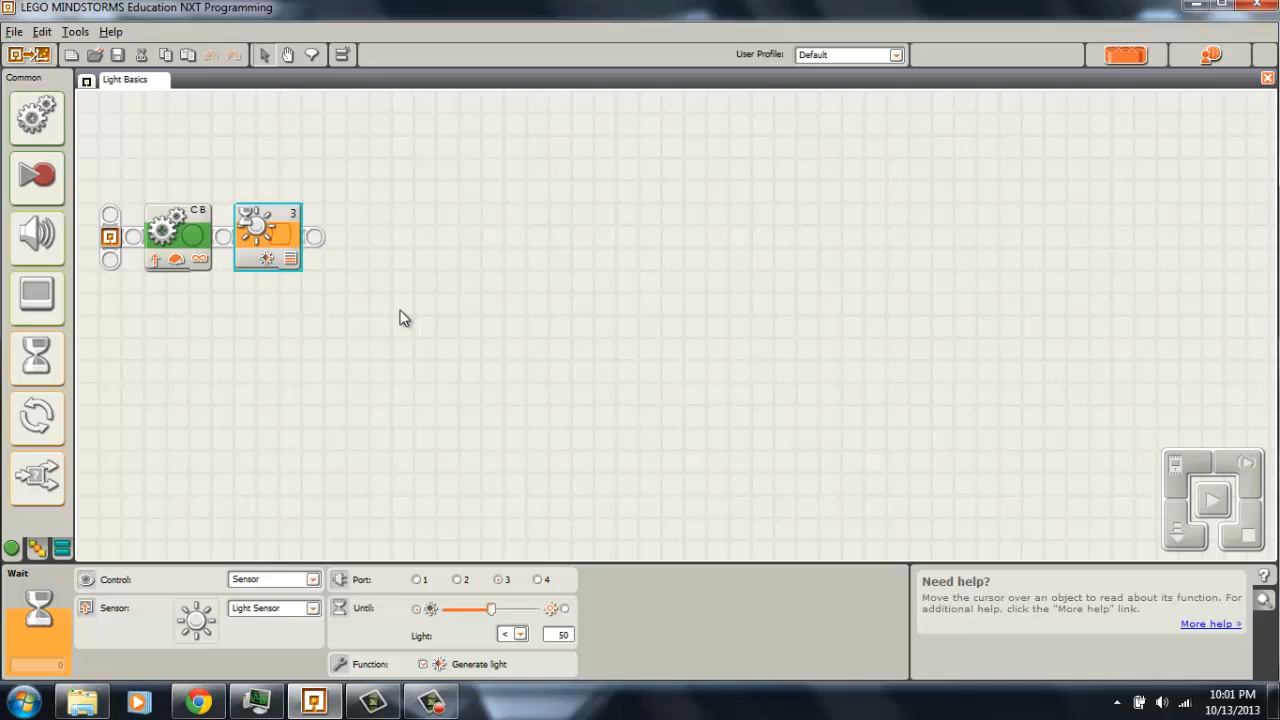 LEGO MINDSTORMS Education NXT Programming
File Edit Tools Help
User Profile: Default
Common
Light Basics
C B
3
Wait
0
Control: Sensor
Sensor: Light Sensor
Port: 1 2 3 4
Until:
Light: < 50
Function: Generate light
Need help?
Move the cursor over an object to read about its function. For
additional help, click the "More help" link.
More help »
10:01 PM
10/13/2013